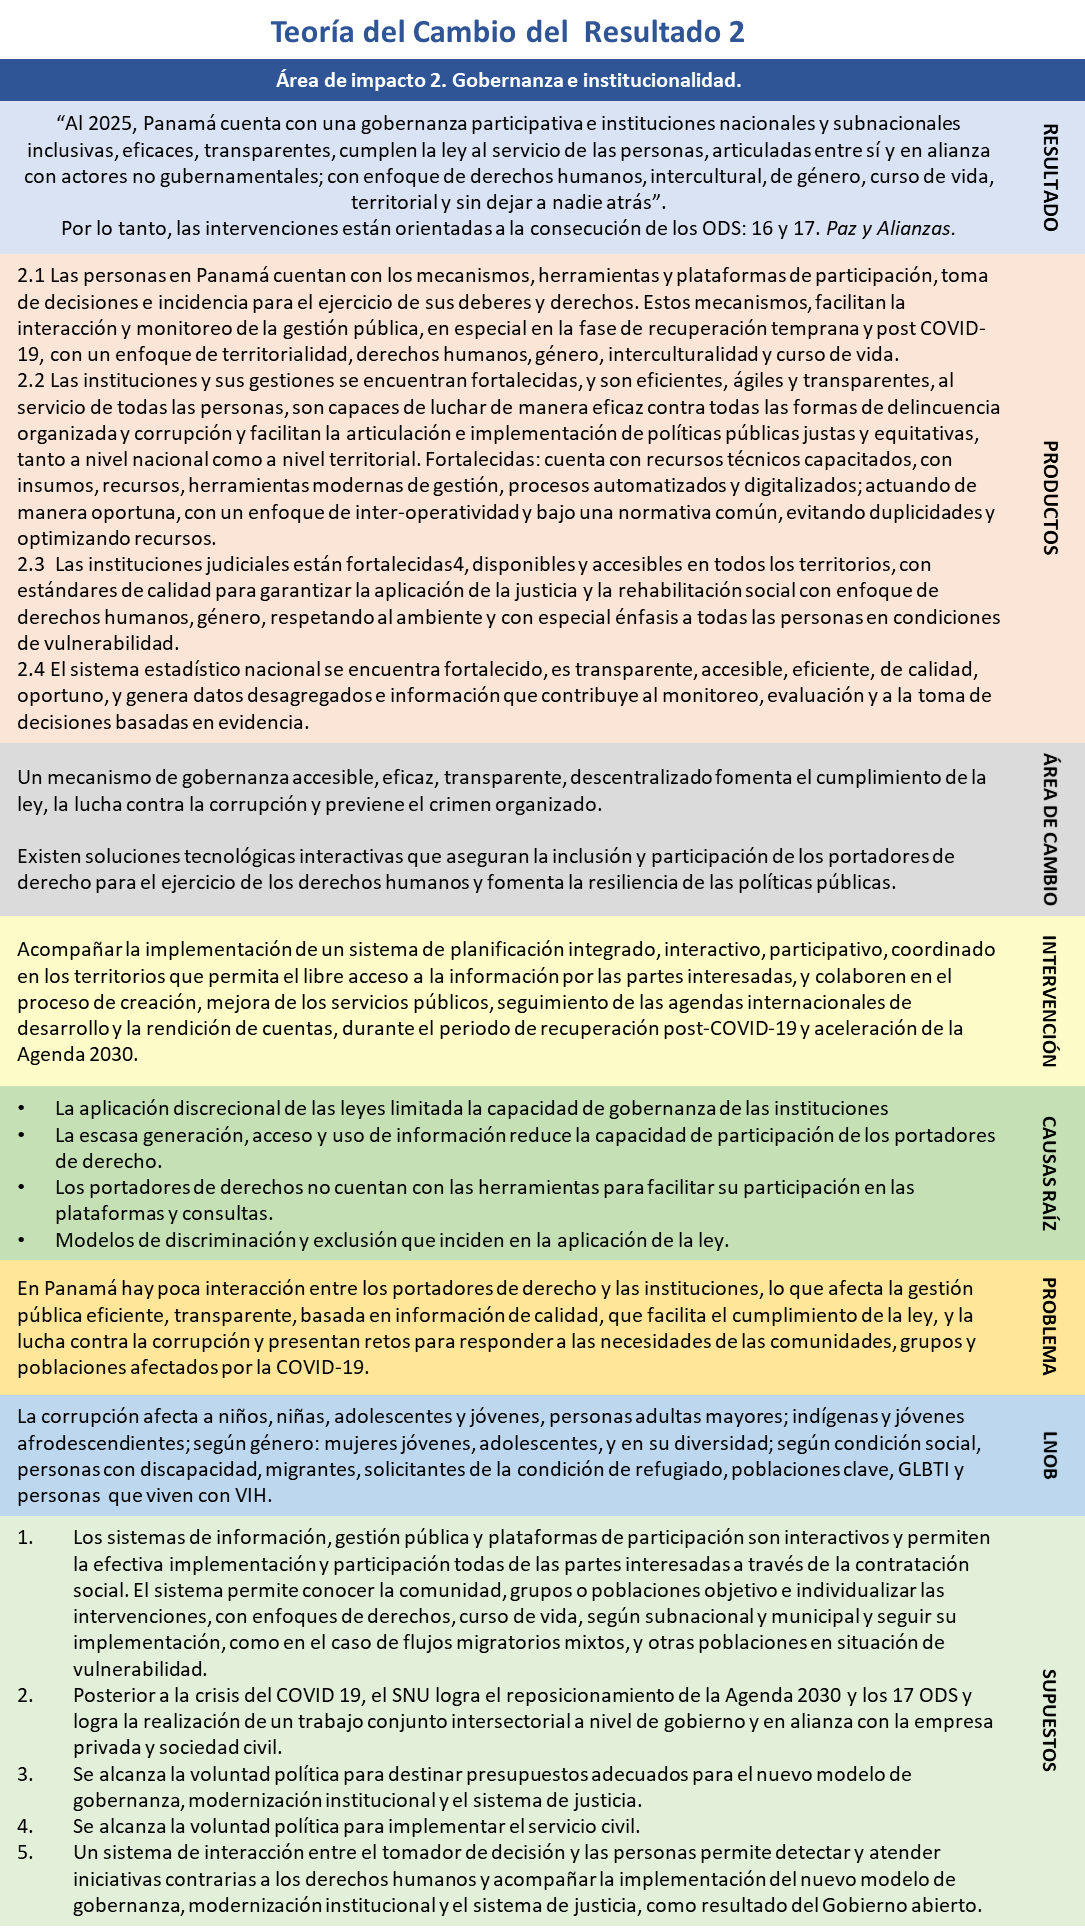 Teoría del Cambio del  Resultado 2
Área de impacto 2. Gobernanza e institucionalidad.
“Al 2025, Panamá cuenta con una gobernanza participativa e instituciones nacionales y subnacionales
inclusivas, eficaces, transparentes, cumplen la ley al servicio de las personas, articuladas entre sí y en alianza
con actores no gubernamentales; con enfoque de derechos humanos, intercultural, de género, curso de vida,
territorial y sin dejar a nadie atrás”.
Por lo tanto, las intervenciones están orientadas a la consecución de los ODS: 16 y 17. Paz y Alianzas.
RESULTADO
2.1 Las personas en Panamá cuentan con los mecanismos, herramientas y plataformas de participación, toma
de decisiones e incidencia para el ejercicio de sus deberes y derechos. Estos mecanismos, facilitan la
interacción y monitoreo de la gestión pública, en especial en la fase de recuperación temprana y post COVID-
19, con un enfoque de territorialidad, derechos humanos, género, interculturalidad y curso de vida.
2.2 Las instituciones y sus gestiones se encuentran fortalecidas, y son eficientes, ágiles y transparentes, al
servicio de todas las personas, son capaces de luchar de manera eficaz contra todas las formas de delincuencia
organizada y corrupción y facilitan la articulación e implementación de políticas públicas justas y equitativas,
tanto a nivel nacional como a nivel territorial. Fortalecidas: cuenta con recursos técnicos capacitados, con
insumos, recursos, herramientas modernas de gestión, procesos automatizados y digitalizados; actuando de
manera oportuna, con un enfoque de inter-operatividad y bajo una normativa común, evitando duplicidades y
optimizando recursos.
2.3  Las instituciones judiciales están fortalecidas4, disponibles y accesibles en todos los territorios, con
estándares de calidad para garantizar la aplicación de la justicia y la rehabilitación social con enfoque de
derechos humanos, género, respetando al ambiente y con especial énfasis a todas las personas en condiciones
de vulnerabilidad.
2.4 El sistema estadístico nacional se encuentra fortalecido, es transparente, accesible, eficiente, de calidad,
oportuno, y genera datos desagregados e información que contribuye al monitoreo, evaluación y a la toma de
decisiones basadas en evidencia.
PRODUCTOS
Un mecanismo de gobernanza accesible, eficaz, transparente, descentralizado fomenta el cumplimiento de la
ley, la lucha contra la corrupción y previene el crimen organizado.
Existen soluciones tecnológicas interactivas que aseguran la inclusión y participación de los portadores de
derecho para el ejercicio de los derechos humanos y fomenta la resiliencia de las políticas públicas.
ÁREA DE CAMBIO
Acompañar la implementación de un sistema de planificación integrado, interactivo, participativo, coordinado
en los territorios que permita el libre acceso a la información por las partes interesadas, y colaboren en el
proceso de creación, mejora de los servicios públicos, seguimiento de las agendas internacionales de
desarrollo y la rendición de cuentas, durante el periodo de recuperación post-COVID-19 y aceleración de la
Agenda 2030.
INTERVENCIÓN
• La aplicación discrecional de las leyes limitada la capacidad de gobernanza de las instituciones
• La escasa generación, acceso y uso de información reduce la capacidad de participación de los portadores
de derecho.
• Los portadores de derechos no cuentan con las herramientas para facilitar su participación en las
plataformas y consultas.
• Modelos de discriminación y exclusión que inciden en la aplicación de la ley.
CAUSAS RAÍZ
En Panamá hay poca interacción entre los portadores de derecho y las instituciones, lo que afecta la gestión
pública eficiente, transparente, basada en información de calidad, que facilita el cumplimiento de la ley, y la
lucha contra la corrupción y presentan retos para responder a las necesidades de las comunidades, grupos y
poblaciones afectados por la COVID-19.
PROBLEMA
La corrupción afecta a niños, niñas, adolescentes y jóvenes, personas adultas mayores; indígenas y jóvenes
afrodescendientes; según género: mujeres jóvenes, adolescentes, y en su diversidad; según condición social,
personas con discapacidad, migrantes, solicitantes de la condición de refugiado, poblaciones clave, GLBTI y
personas  que viven con VIH.
LNOB
1. Los sistemas de información, gestión pública y plataformas de participación son interactivos y permiten
la efectiva implementación y participación todas de las partes interesadas a través de la contratación
social. El sistema permite conocer la comunidad, grupos o poblaciones objetivo e individualizar las
intervenciones, con enfoques de derechos, curso de vida, según subnacional y municipal y seguir su
implementación, como en el caso de flujos migratorios mixtos, y otras poblaciones en situación de
vulnerabilidad.
2. Posterior a la crisis del COVID 19, el SNU logra el reposicionamiento de la Agenda 2030 y los 17 ODS y
logra la realización de un trabajo conjunto intersectorial a nivel de gobierno y en alianza con la empresa
privada y sociedad civil.
3. Se alcanza la voluntad política para destinar presupuestos adecuados para el nuevo modelo de
gobernanza, modernización institucional y el sistema de justicia.
4. Se alcanza la voluntad política para implementar el servicio civil.
5. Un sistema de interacción entre el tomador de decisión y las personas permite detectar y atender
iniciativas contrarias a los derechos humanos y acompañar la implementación del nuevo modelo de
gobernanza, modernización institucional y el sistema de justicia, como resultado del Gobierno abierto.
SUPUESTOS